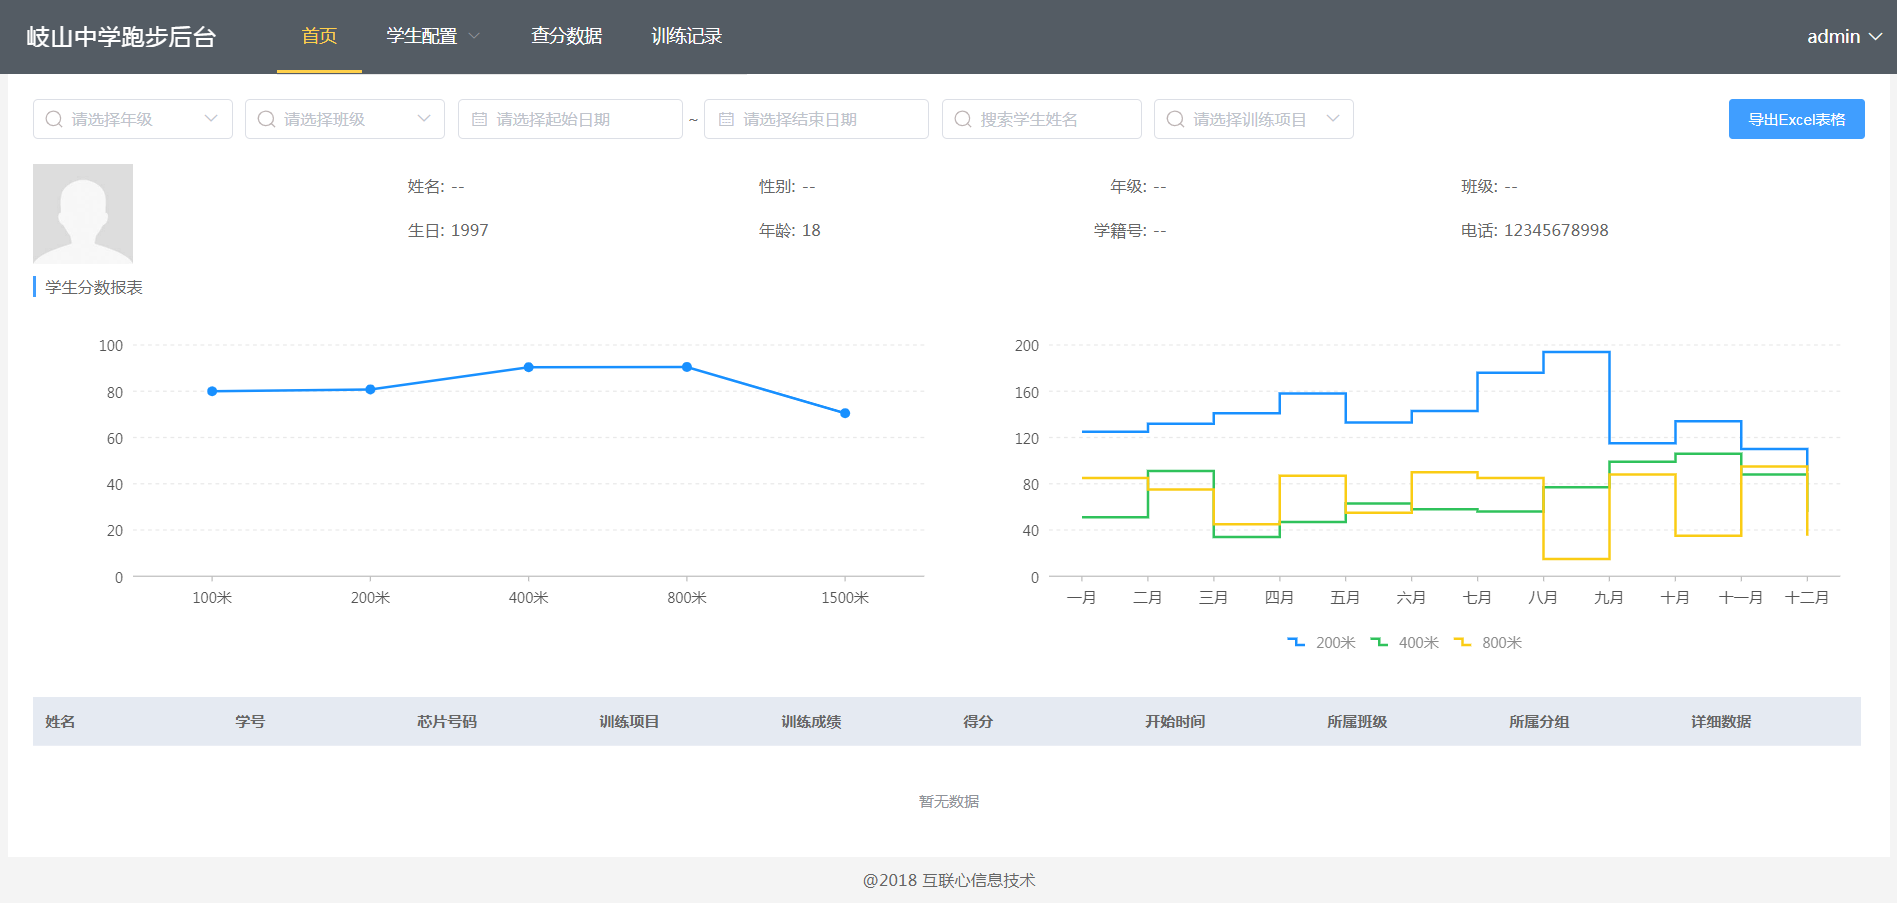 岐山中学跑步后台 首页 学生配置 查分数据 训练记录 admin
请选择年级 请选择班级 请选择起始日期 ~ 请选择结束日期 搜索学生姓名 请选择训练项目 导出Excel表格
姓名: -- 性别: -- 年级: -- 班级: --
生日: 1997 年龄: 18 学籍号: -- 电话: 12345678998
学生分数报表
100
80
60
40
20
0
100米 200米 400米 800米 1500米
200
160
120
80
40
0
一月 二月 三月 四月 五月 六月 七月 八月 九月 十月 十一月 十二月
200米 400米 800米
姓名 学号 芯片号码 训练项目 训练成绩 得分 开始时间 所属班级 所属分组 详细数据
暂无数据
@2018 互联心信息技术